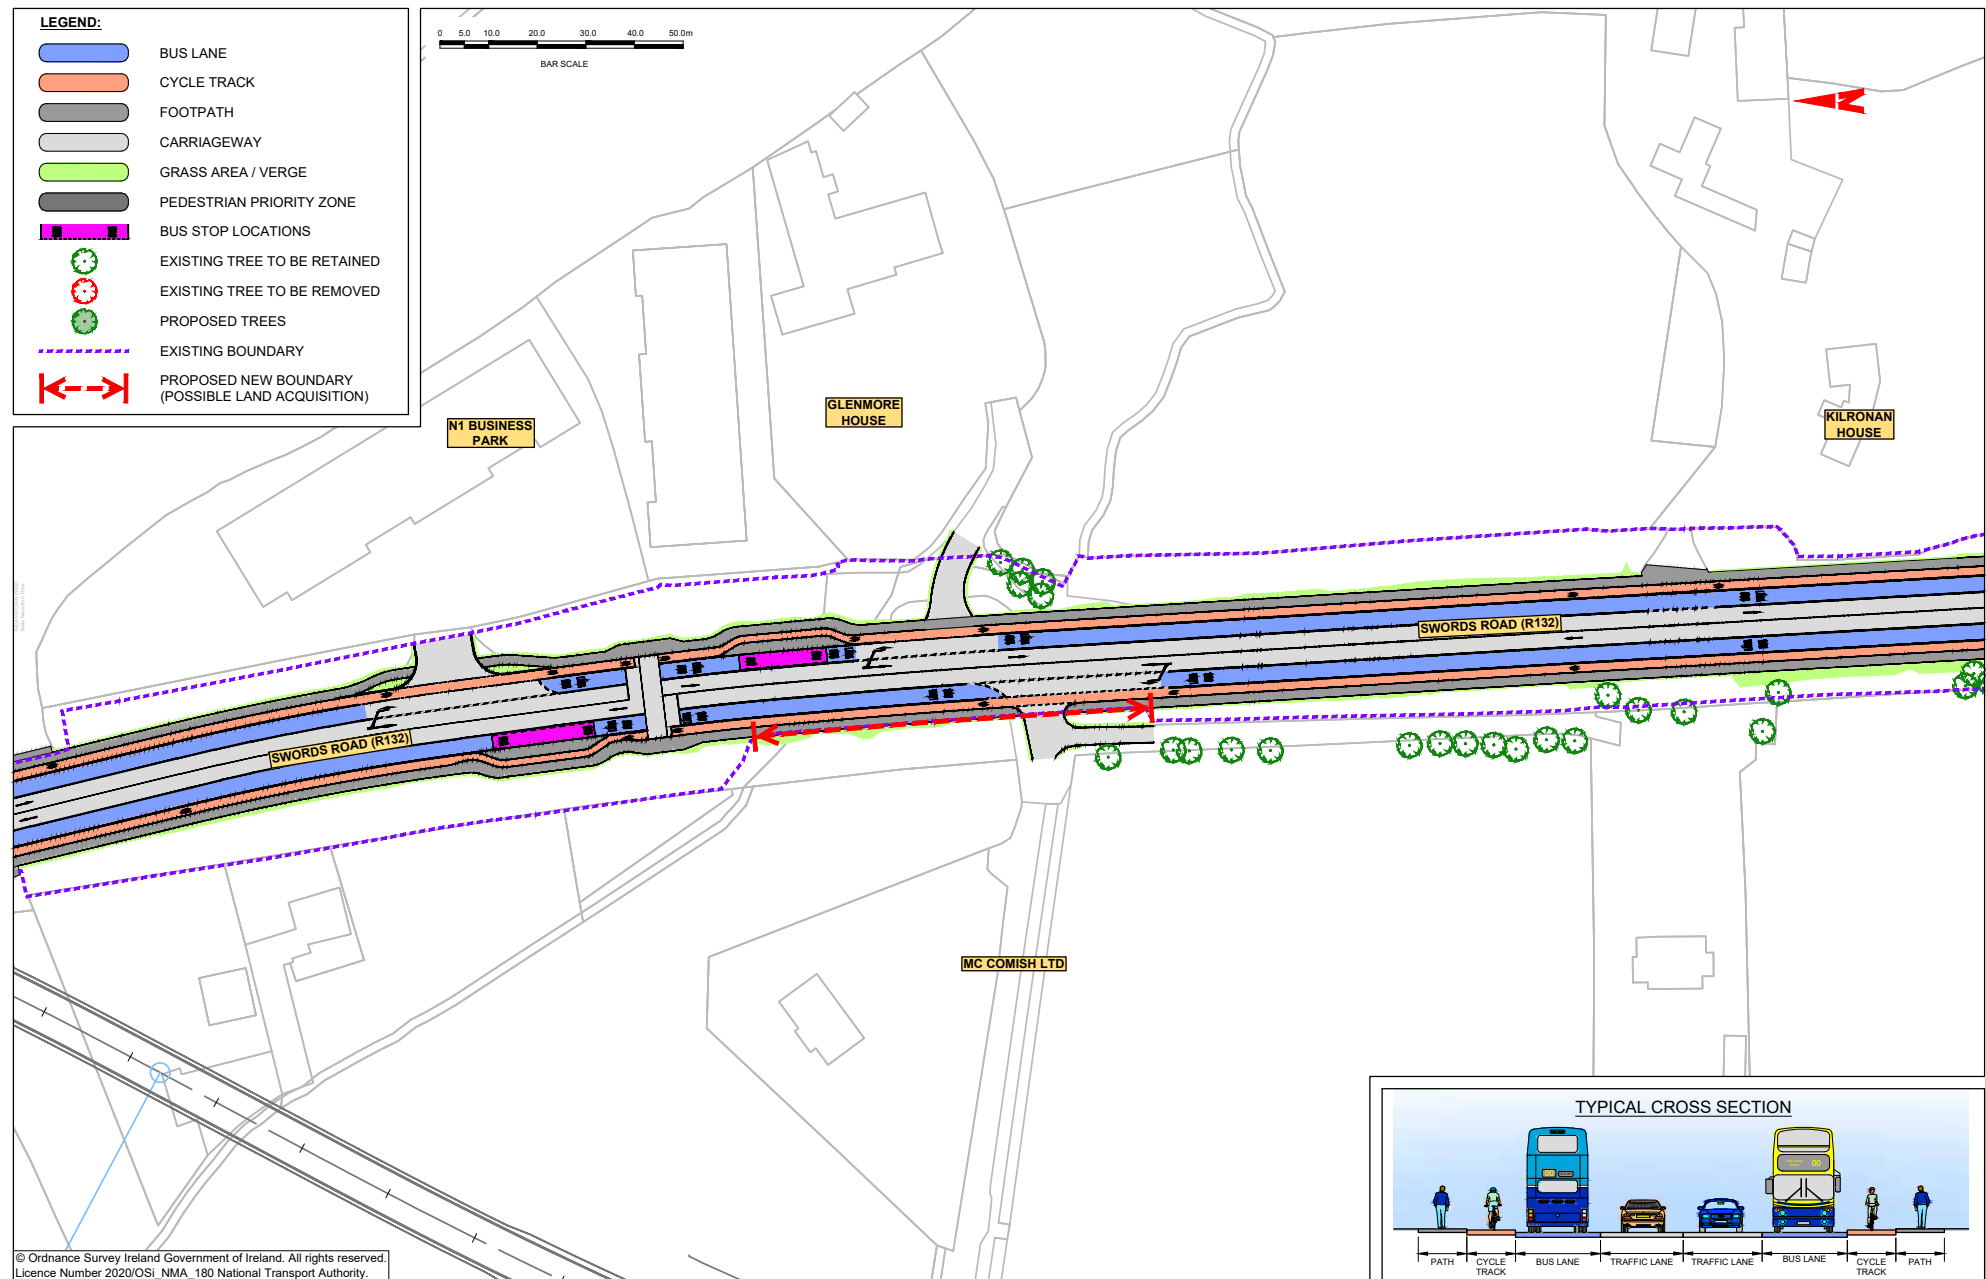 LEGEND:
BUS LANE
CYCLE TRACK
FOOTPATH
CARRIAGEWAY
GRASS AREA / VERGE
PEDESTRIAN PRIORITY ZONE
BUS STOP LOCATIONS
EXISTING TREE TO BE RETAINED
EXISTING TREE TO BE REMOVED
PROPOSED TREES
EXISTING BOUNDARY
PROPOSED NEW BOUNDARY
(POSSIBLE LAND ACQUISITION)
0 5.0 10.0 20.0 30.0 40.0 50.0m
BAR SCALE
N
N1 BUSINESS
PARK
GLENMORE
HOUSE
KILRONAN
HOUSE
SWORDS ROAD (R132)
SWORDS ROAD (R132)
MC COMISH LTD
TYPICAL CROSS SECTION
00
00
PATH
CYCLE
TRACK
BUS LANE
TRAFFIC LANE
TRAFFIC LANE
BUS LANE
CYCLE
TRACK
PATH
© Ordnance Survey Ireland Government of Ireland. All rights reserved.
Licence Number 2020/OSi_NMA_180 National Transport Authority.